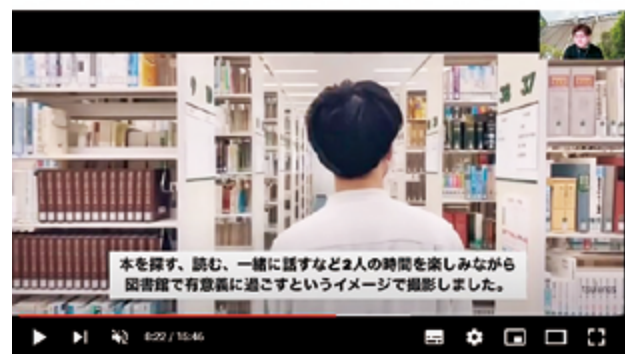 本を探す、読む、一緒に話すなど2人の時間を楽しみながら
図書館で有意義に過ごすというイメージで撮影しました。
8:22 / 15:46